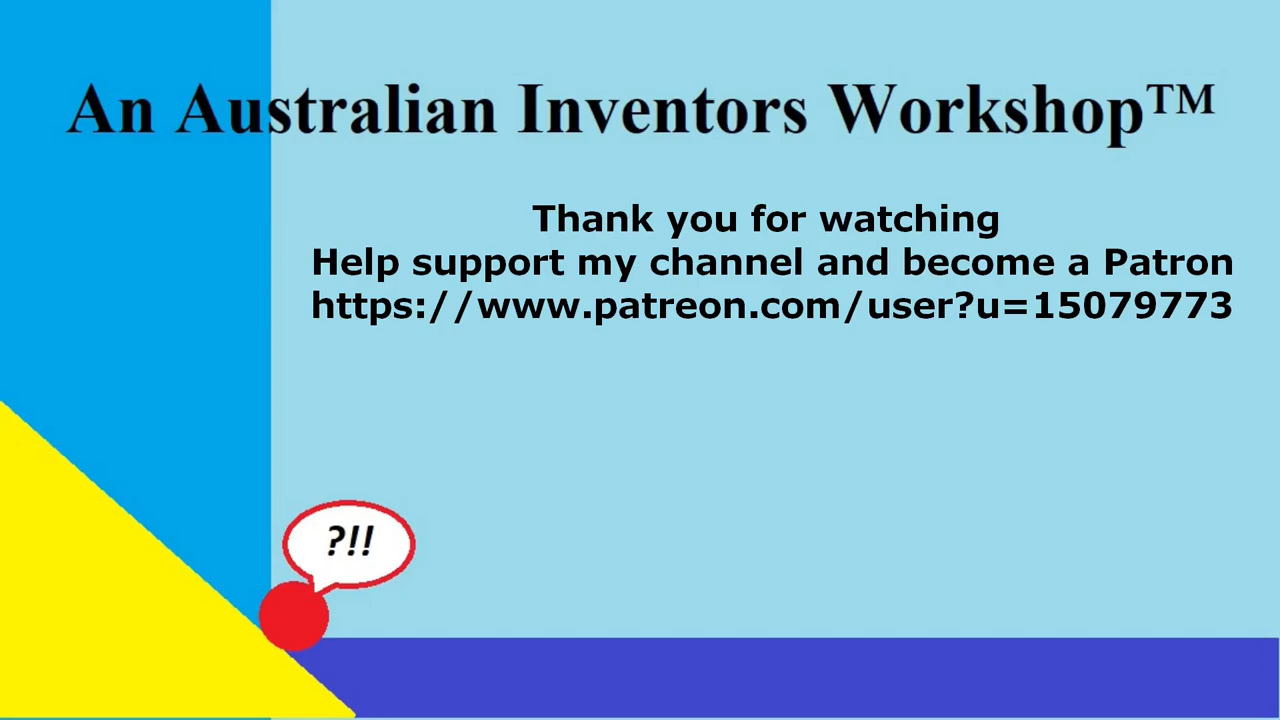 An Australian Inventors Workshop™
Thank you for watching
Help support my channel and become a Patron
https://www.patreon.com/user?u=15079773
?!!